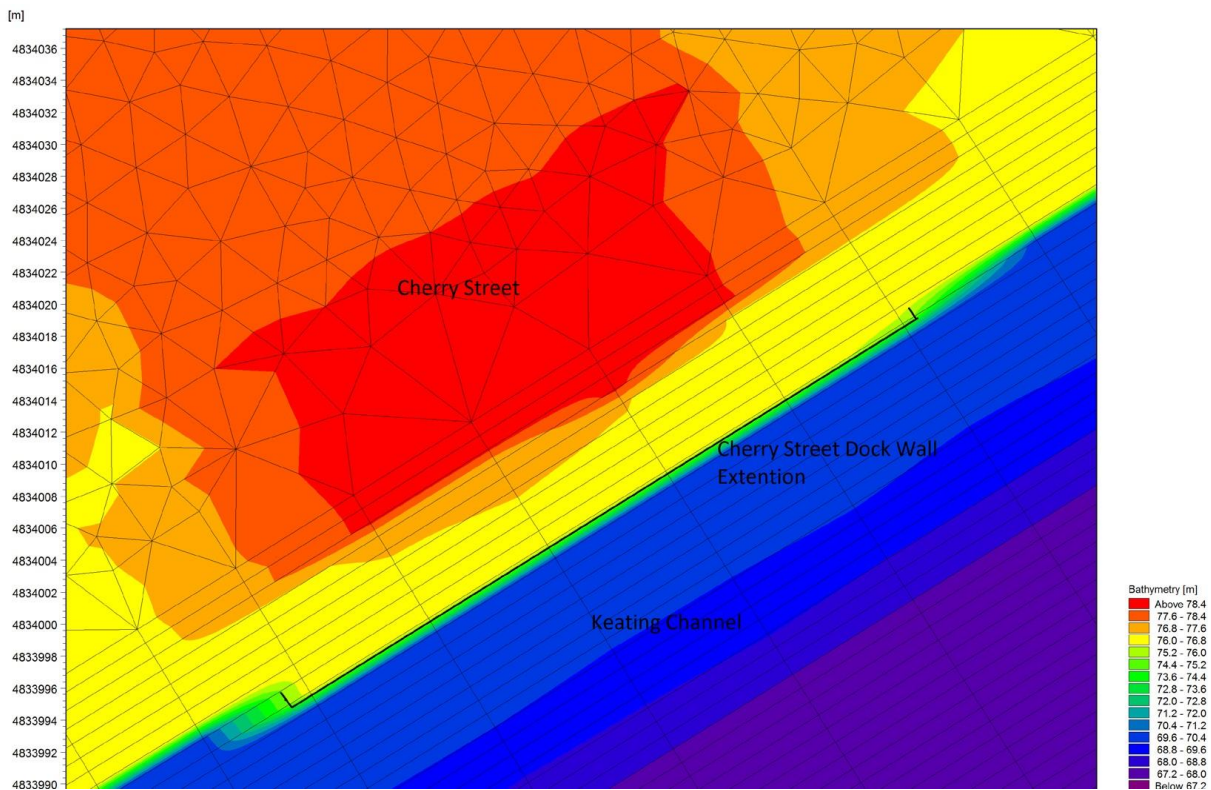 [m]
4834036
4834034
4834032
4834030
4834028
4834026
4834024
4834022
4834020
4834018
4834016
4834014
4834012
4834010
4834008
4834006
4834004
4834002
4834000
4833998
4833996
4833994
4833992
4833990
Cherry Street
Cherry Street Dock Wall
Extention
Keating Channel
Bathymetry [m]
Above 78.4
77.6 - 78.4
76.8 - 77.6
76.0 - 76.8
75.2 - 76.0
74.4 - 75.2
73.6 - 74.4
72.8 - 73.6
72.0 - 72.8
71.2 - 72.0
70.4 - 71.2
69.6 - 70.4
68.8 - 69.6
68.0 - 68.8
67.2 - 68.0
Below 67.2